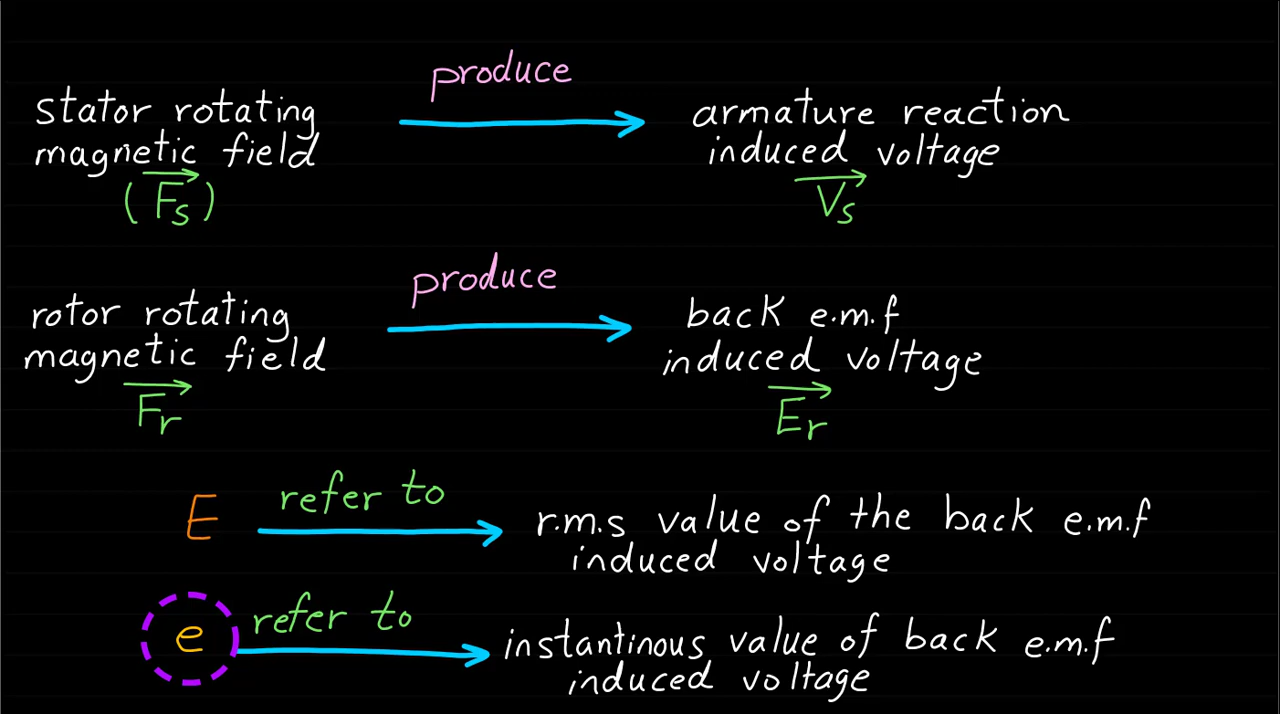 produce
stator rotating
magnetic field
(Fs)
armature reaction
induced voltage
Vs
produce
rotor rotating
magnetic field
Fr
back e.m.f
induced voltage
Er
E
refer to
r.m.s value of the back e.m.f
induced voltage
e
refer to
instantinous value of back e.m.f
induced voltage